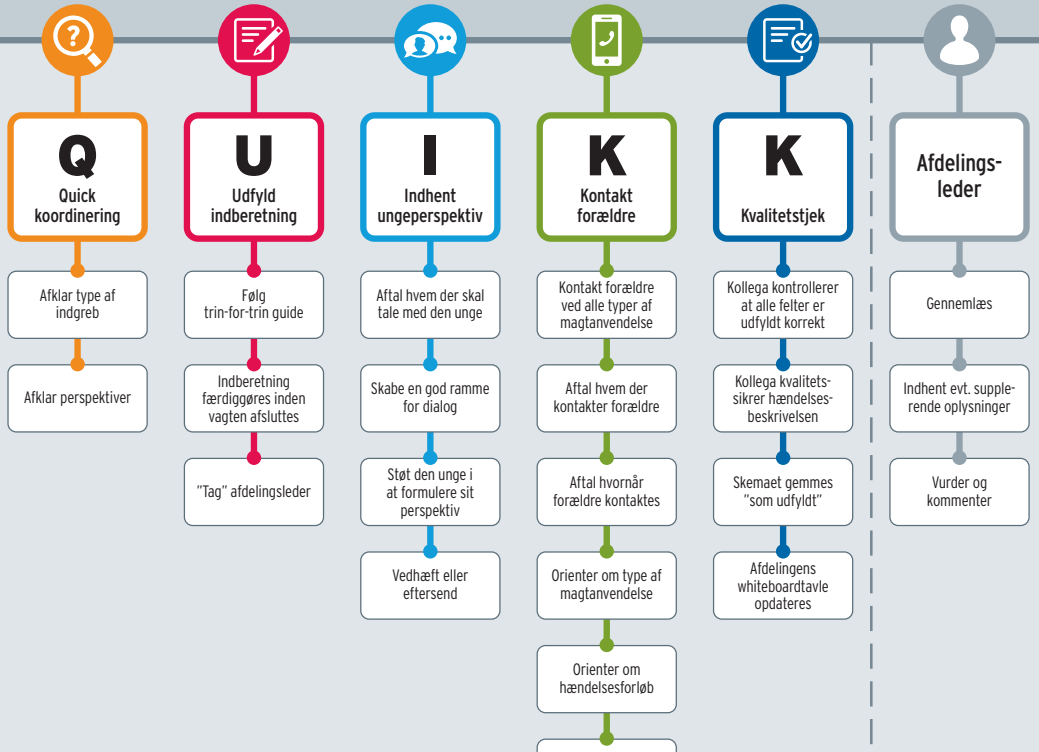 ?
Q
Quick
koordinering
Afklar type af
indgreb
Afklar perspektiver
U
Udfyld
indberetning
Følg
trin-for-trin guide
Indberetning
færdiggøres inden
vagten afsluttes
"Tag" afdelingsleder
I
Indhent
ungeperspektiv
Aftal hvem der skal
tale med den unge
Skabe en god ramme
for dialog
Støt den unge i
at formulere sit
perspektiv
Vedhæft eller
eftersend
K
Kontakt
forældre
Kontakt forældre
ved alle typer af
magtanvendelse
Aftal hvem der
kontakter forældre
Aftal hvornår
forældre kontaktes
Orienter om type af
magtanvendelse
Orienter om
hændelsesforløb
K
Kvalitetstjek
Kollega kontrollerer
at alle felter er
udfyldt korrekt
Kollega kvalitets-
sikrer hændelses-
beskrivelsen
Skemaet gemmes
"som udfyldt"
Afdelingens
whiteboardtavle
opdateres
Afdelings-
leder
Gennemlæs
Indhent evt. supple-
rende oplysninger
Vurder og
kommenter